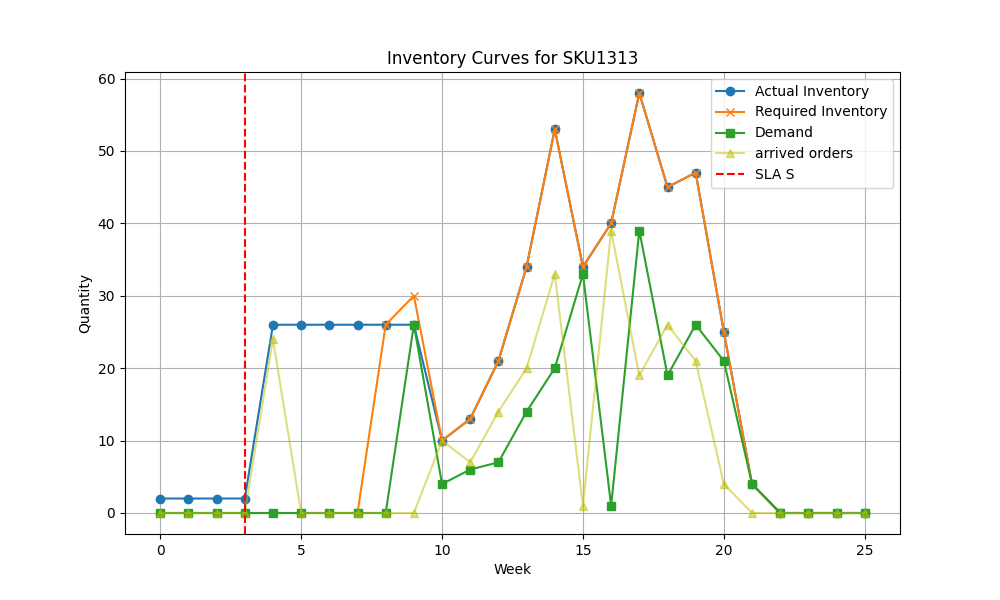 Inventory Curves for SKU1313
Actual Inventory
Required Inventory
Demand
arrived orders
SLA S
Quantity
60
50
40
30
20
10
0
0 5 10 15 20 25
Week